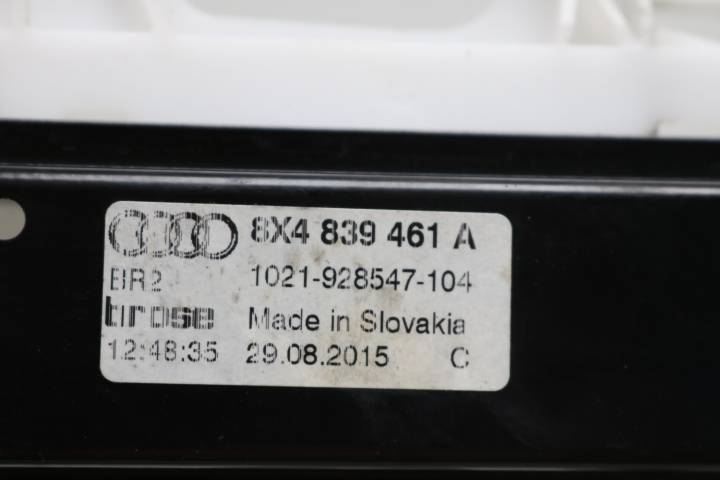 8X4 839 461 A
BR2 1021-928547-104
brose Made in Slovakia
12:48:35 29.08.2015 C